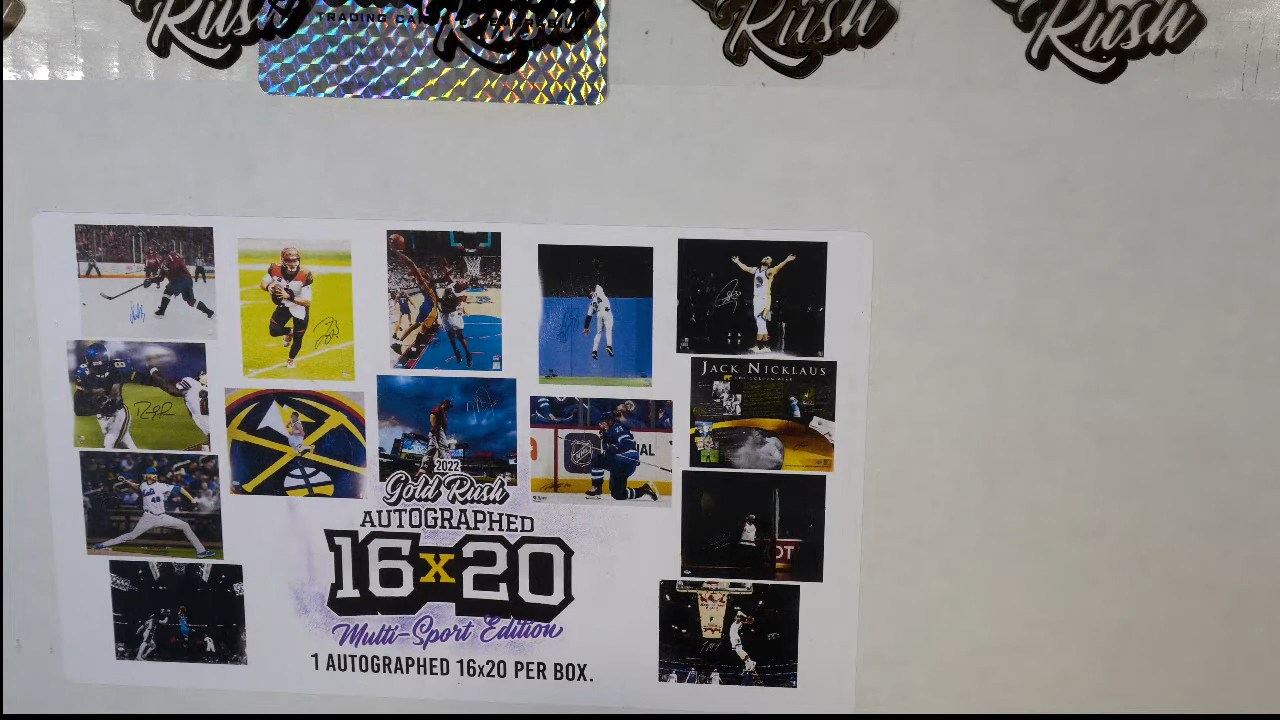 Rush
Rush
Rush
Rush
TRADING CARDS & MEMORABILIA
JACK NICKLAUS
2022
Gold Rush
AUTOGRAPHED
16x20
Multi-Sport Edition
1 AUTOGRAPHED 16x20 PER BOX.